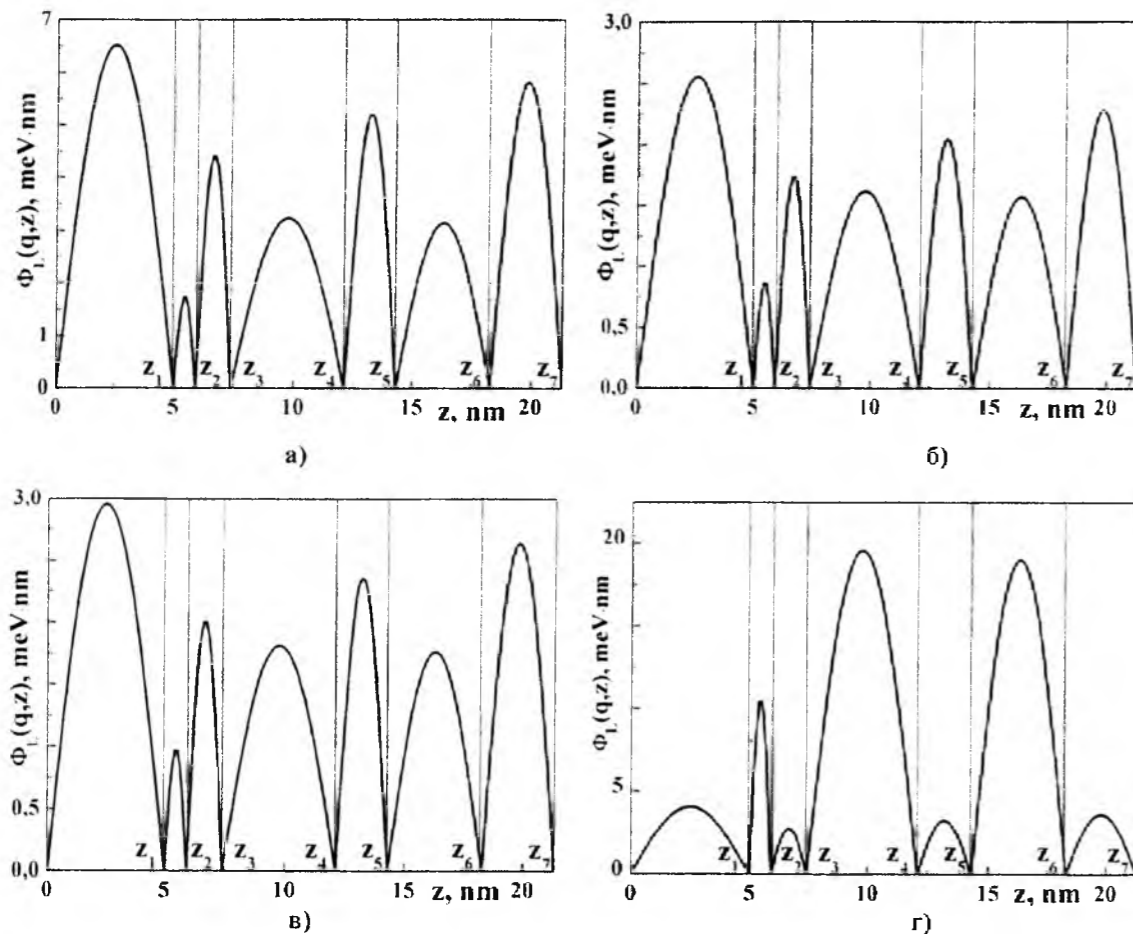 7
Φ_L(q,z), meV·nm
1
0
z₁ z₂ z₃ z₄ z₅ z₆ z₇
0 5 10 15 z, nm 20
а)
3,0
Φ_L(q,z), meV·nm
0,5
0,0
z₁ z₂ z₃ z₄ z₅ z₆ z₇
0 5 10 15 z, nm 20
б)
3.0
Φ_L(q,z), meV·nm
0.5
0,0
z₁ z₂ z₃ z₄ z₅ z₆ z₇
0 5 10 15 z, nm 20
в)
20
Φ_L(q,z), meV·nm
5
0
z₁ z₂ z₃ z₄ z₅ z₆ z₇
0 5 10 15 z, nm 20
г)